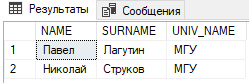 Результаты Сообщения
NAME SURNAME UNIV_NAME
1 Павел Лагутин МГУ
2 Николай Струков МГУ